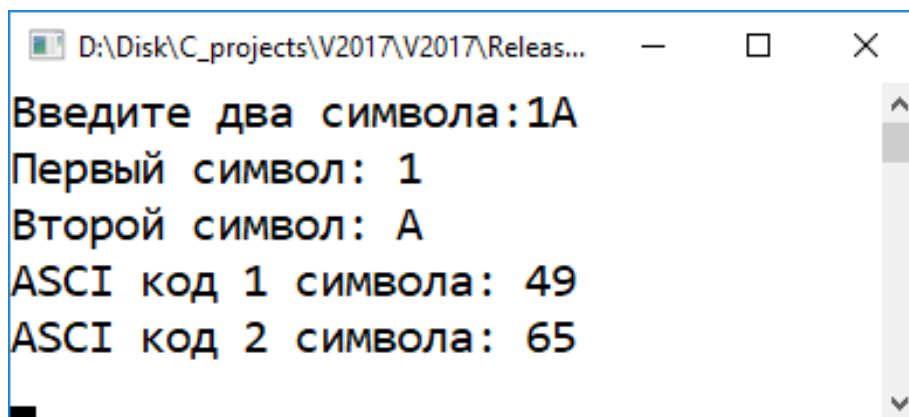 D:\Disk\C_projects\V2017\V2017\Releas...
Введите два символа:1A
Первый символ: 1
Второй символ: A
ASCI код 1 символа: 49
ASCI код 2 символа: 65